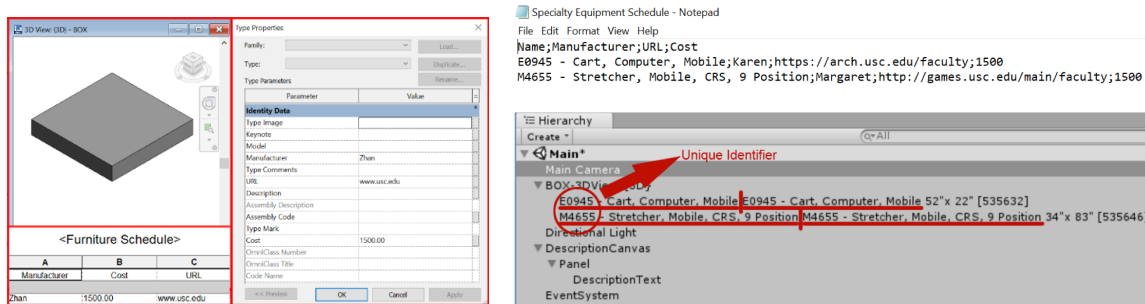 3D View: {3D} - BOX
<Furniture Schedule>
A B C
Manufacturer Cost URL
Zhan 1500.00 www.usc.edu
Type Properties
Family: Load...
Type: Duplicate...
Type Parameters Rename...
Parameter Value =
Identity Data
Type Image
Keynote
Model
Manufacturer Zhan
Type Comments
URL www.usc.edu
Description
Assembly Description
Assembly Code
Type Mark
Cost 1500.00
OmniClass Number
OmniClass Title
Code Name
<< Preview OK Cancel Apply
Specialty Equipment Schedule - Notepad
File Edit Format View Help
Name;Manufacturer;URL;Cost
E0945 - Cart, Computer, Mobile;Karen;https://arch.usc.edu/faculty;1500
M4655 - Stretcher, Mobile, CRS, 9 Position;Margaret;http://games.usc.edu/main/faculty;1500
Hierarchy
Create All
Main* Unique Identifier
Main Camera
BOX-3DView-{3D}
E0945 - Cart, Computer, Mobile E0945 - Cart, Computer, Mobile 52"x 22" [535632]
M4655 - Stretcher, Mobile, CRS, 9 Position M4655 - Stretcher, Mobile, CRS, 9 Position 34"x 83" [535646]
Directional Light
DescriptionCanvas
Panel
DescriptionText
EventSystem